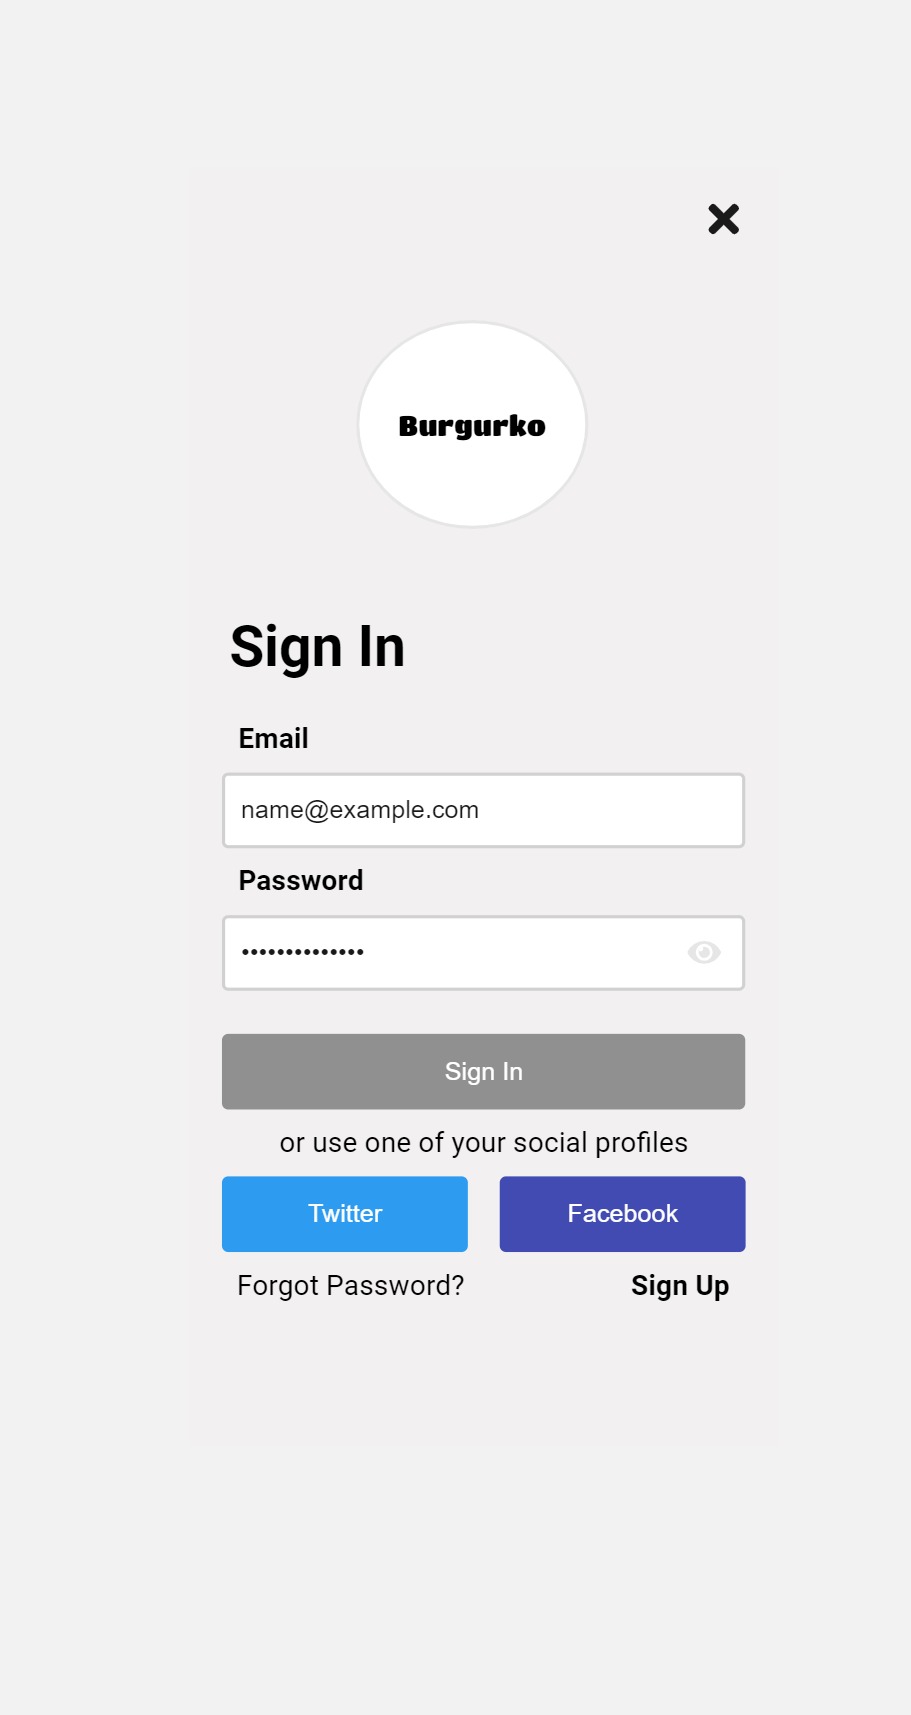 Burgurko
Sign In
Email
name@example.com
Password
••••••••••••••
Sign In
or use one of your social profiles
Twitter Facebook
Forgot Password? Sign Up